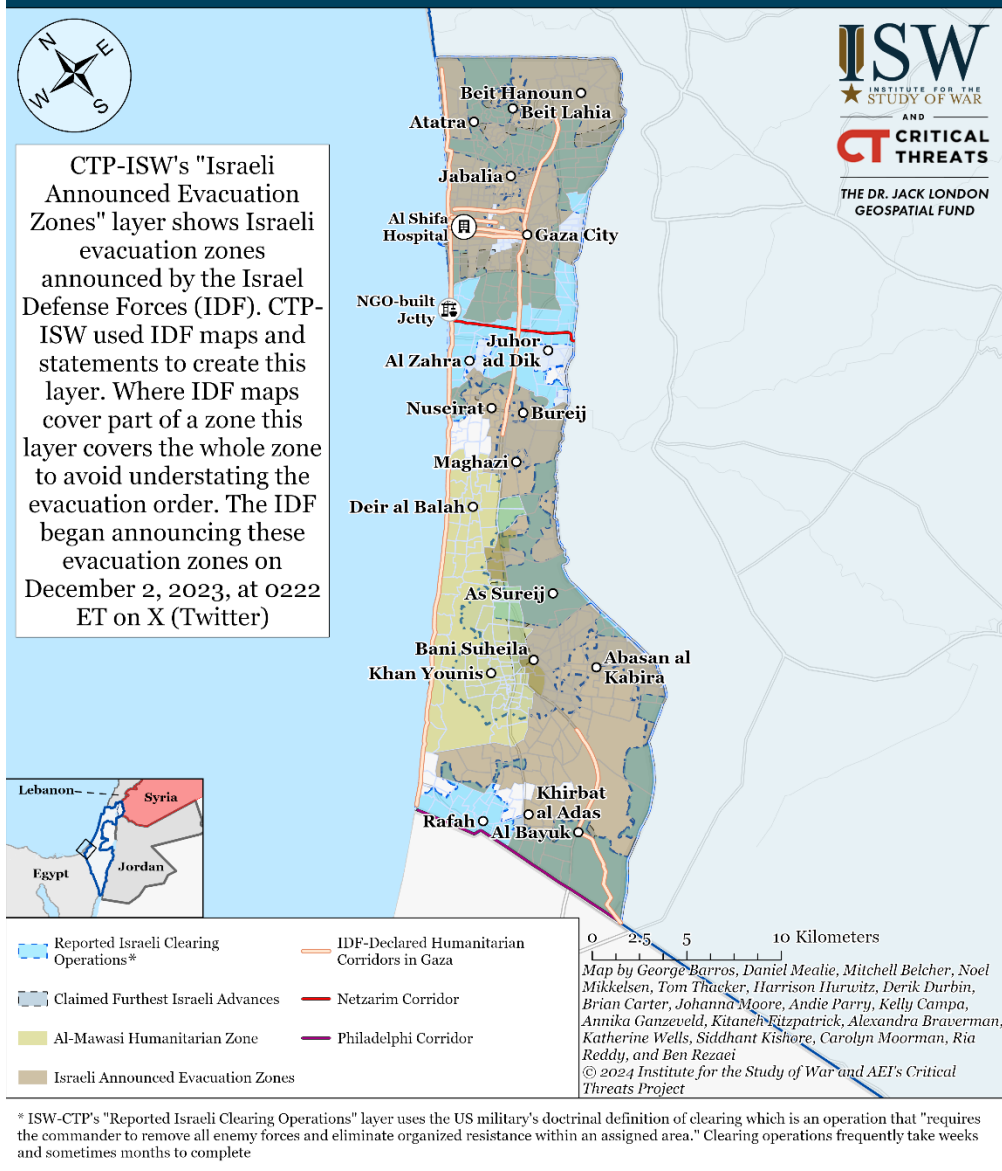 N
E
W
S
ISW
INSTITUTE FOR THE
STUDY OF WAR
AND
CT CRITICAL
THREATS
THE DR. JACK LONDON
GEOSPATIAL FUND
CTP-ISW's "Israeli
Announced Evacuation
Zones" layer shows Israeli
evacuation zones
announced by the Israel
Defense Forces (IDF). CTP-
ISW used IDF maps and
statements to create this
layer. Where IDF maps
cover part of a zone this
layer covers the whole zone
to avoid understating the
evacuation order. The IDF
began announcing these
evacuation zones on
December 2, 2023, at 0222
ET on X (Twitter)
Beit Hanoun
Beit Lahia
Atatra
Jabalia
Al Shifa
Hospital
Gaza City
NGO-built
Jetty
Juhor
ad Dik
Al Zahra
Nuseirat
Bureij
Maghazi
Deir al Balah
As Sureij
Bani Suheila
Abasan al
Kabira
Khan Younis
Khirbat
al Adas
Rafah
Al Bayuk
Lebanon
Syria
Egypt
Jordan
Reported Israeli Clearing
Operations*
Claimed Furthest Israeli Advances
Al-Mawasi Humanitarian Zone
Israeli Announced Evacuation Zones
IDF-Declared Humanitarian
Corridors in Gaza
Netzarim Corridor
Philadelphi Corridor
0 2.5 5 10 Kilometers
Map by George Barros, Daniel Mealie, Mitchell Belcher, Noel
Mikkelsen, Tom Thacker, Harrison Hurwitz, Derik Durbin,
Brian Carter, Johanna Moore, Andie Parry, Kelly Campa,
Annika Ganzeveld, Kitaneh Fitzpatrick, Alexandra Braverman,
Katherine Wells, Siddhant Kishore, Carolyn Moorman, Ria
Reddy, and Ben Rezaei
© 2024 Institute for the Study of War and AEI's Critical
Threats Project
* ISW-CTP's "Reported Israeli Clearing Operations" layer uses the US military's doctrinal definition of clearing which is an operation that "requires
the commander to remove all enemy forces and eliminate organized resistance within an assigned area." Clearing operations frequently take weeks
and sometimes months to complete